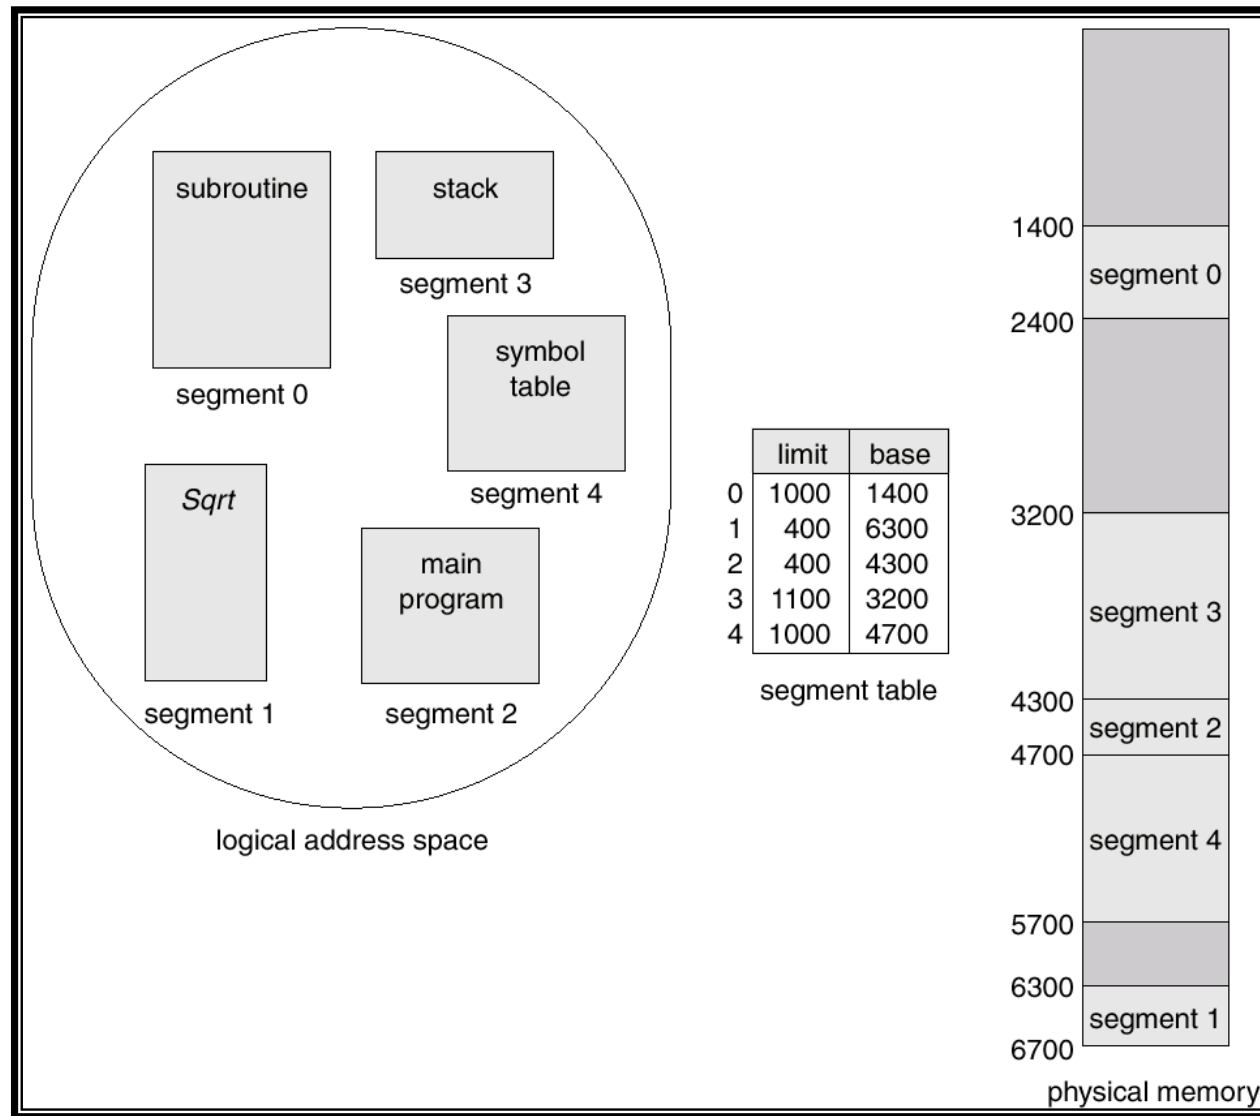 subroutine
segment 0
stack
segment 3
symbol
table
segment 4
Sqrt
segment 1
main
program
segment 2
logical address space
limit base
0 1000 1400
1 400 6300
2 400 4300
3 1100 3200
4 1000 4700
segment table
1400
segment 0
2400
3200
segment 3
4300
segment 2
4700
segment 4
5700
6300
segment 1
6700
physical memory